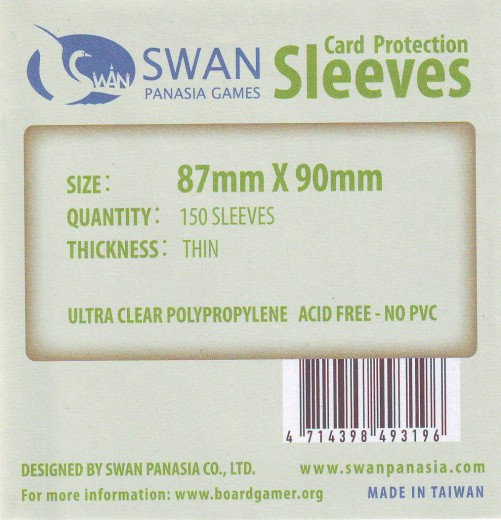 SWAN
SWAN
PANASIA GAMES
Card Protection
Sleeves
SIZE: 87mm X 90mm
QUANTITY: 150 SLEEVES
THICKNESS: THIN
ULTRA CLEAR POLYPROPYLENE ACID FREE - NO PVC
4 714398 493196
DESIGNED BY SWAN PANASIA CO., LTD. www.swanpanasia.com
For more information: www.boardgamer.org MADE IN TAIWAN